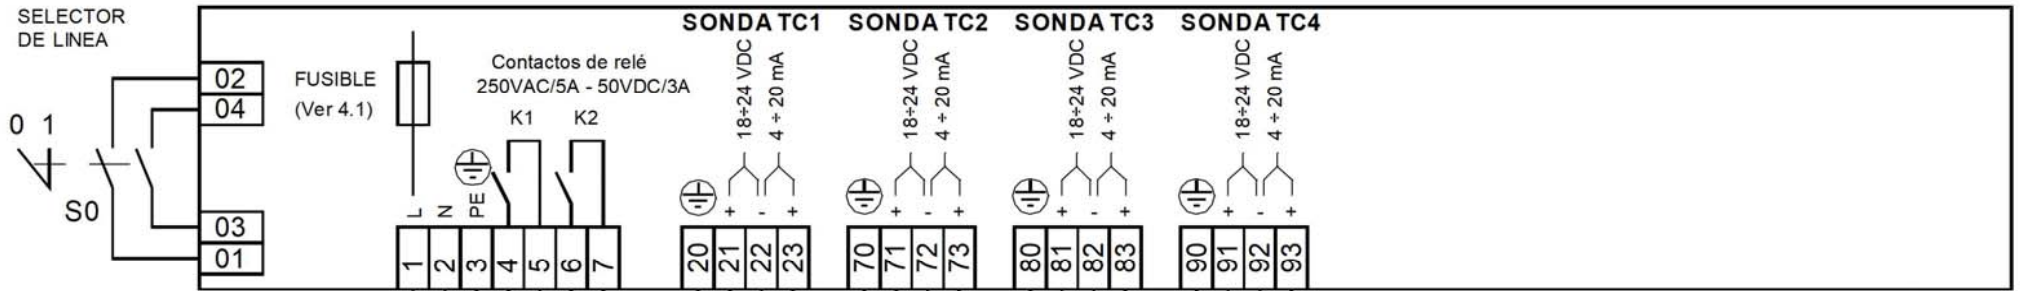 SELECTOR
DE LINEA
0 1
S0
02
04
03
01
FUSIBLE
(Ver 4.1)
Contactos de relé
250VAC/5A - 50VDC/3A
K1 K2
L N PE
1 2 3 4 5 6 7
SONDA TC1
18÷24 VDC
4 ÷ 20 mA
+ - +
20 21 22 23
SONDA TC2
18÷24 VDC
4 ÷ 20 mA
+ - +
70 71 72 73
SONDA TC3
18÷24 VDC
4 ÷ 20 mA
+ - +
80 81 82 83
SONDA TC4
18÷24 VDC
4 ÷ 20 mA
+ - +
90 91 92 93